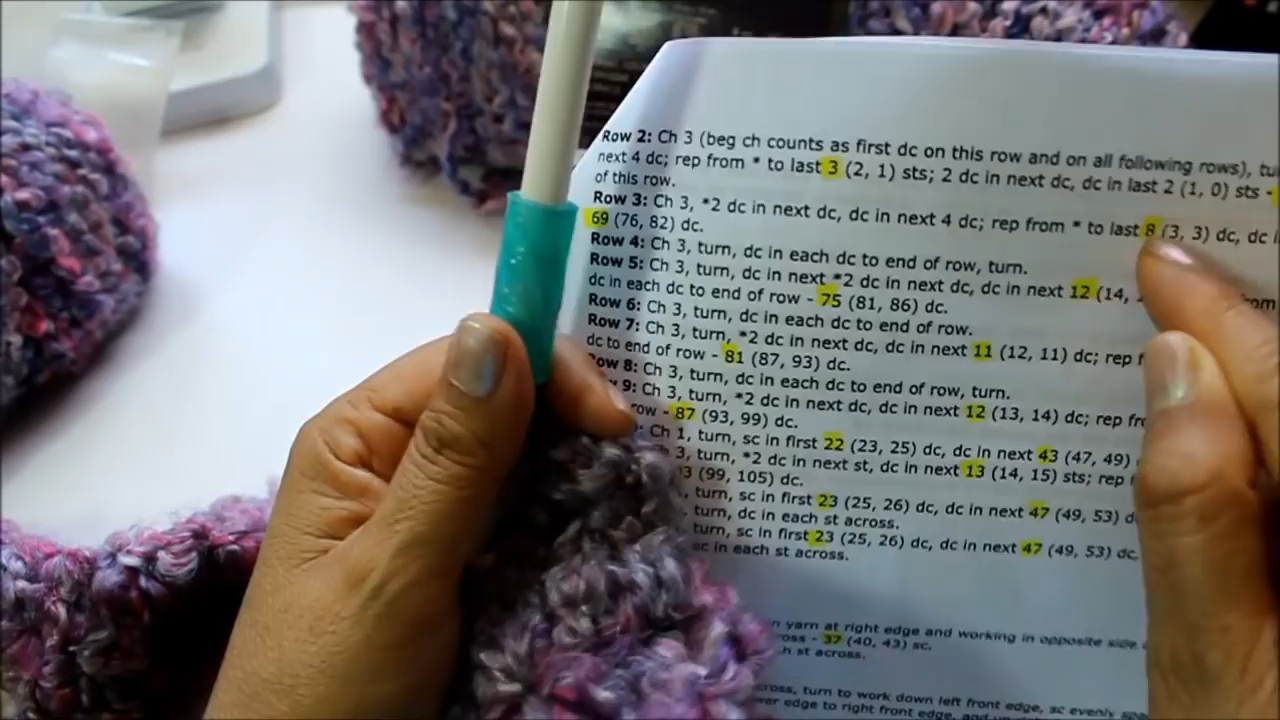 Row 2: Ch 3 (beg ch counts as first dc on this row and on all following rows),
next 4 dc; rep from * to last 3 (2, 1) sts; 2 dc in next dc, dc in last 2 (1, 0) sts -
of this row.
Row 3: Ch 3, *2 dc in next dc, dc in next 4 dc; rep from * to last 8 (3, 3) dc, dc
69 (76, 82) dc.
Row 4: Ch 3, turn, dc in each dc to end of row, turn.
Row 5: Ch 3, turn, dc in next *2 dc in next dc, dc in next 12 (14,
dc in each dc to end of row - 75 (81, 86) dc.
Row 6: Ch 3, turn, dc in each dc to end of row.
Row 7: Ch 3, turn, *2 dc in next dc, dc in next 11 (12, 11) dc; rep
dc to end of row - 81 (87, 93) dc.
Row 8: Ch 3, turn, dc in each dc to end of row, turn.
9: Ch 3, turn, *2 dc in next dc, dc in next 12 (13, 14) dc; rep
row - 87 (93, 99) dc.
: Ch 1, turn, sc in first 22 (23, 25) dc, dc in next 43 (47, 49)
3, turn, *2 dc in next st, dc in next 13 (14, 15) sts; rep
(99, 105) dc.
, turn, sc in first 23 (25, 26) dc, dc in next 47 (49, 53)
turn, dc in each st across.
turn, sc in first 23 (25, 26) dc, dc in next 47 (49, 53) dc,
sc in each st across.
yarn at right edge and working in opposite side
- 37 (40, 43) sc.
st across.
turn to work down left front edge, sc evenly
edge to right front edge, and